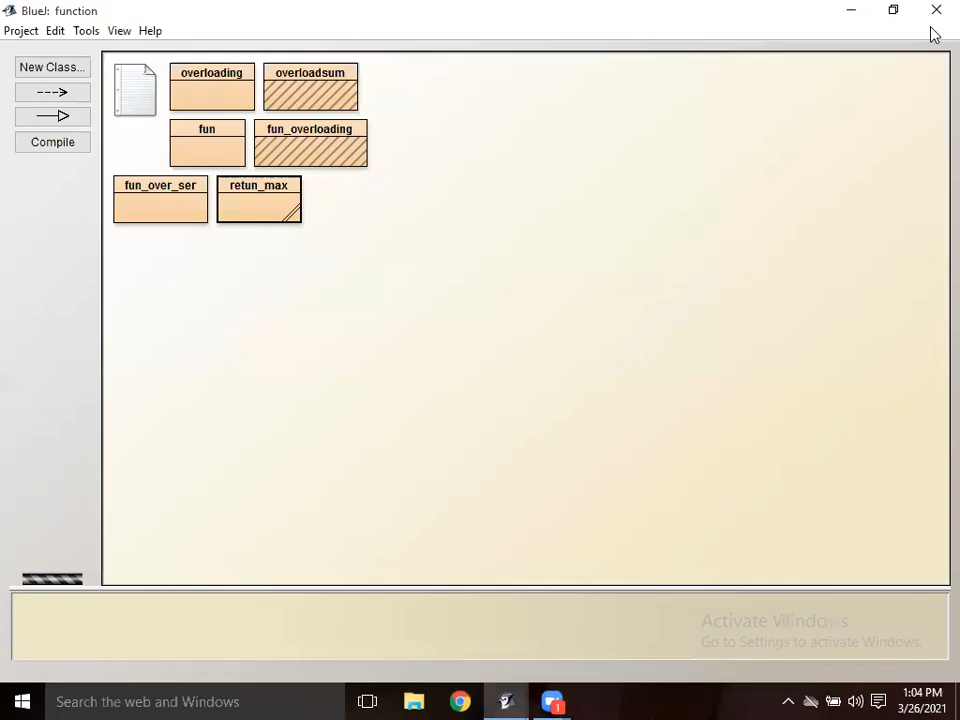 BlueJ: function
Project Edit Tools View Help
New Class...
Compile
overloading overloadsum
fun fun_overloading
fun_over_ser retun_max
Activate Windows
Go to Settings to activate Windows.
Search the web and Windows
1
1:04 PM
3/26/2021